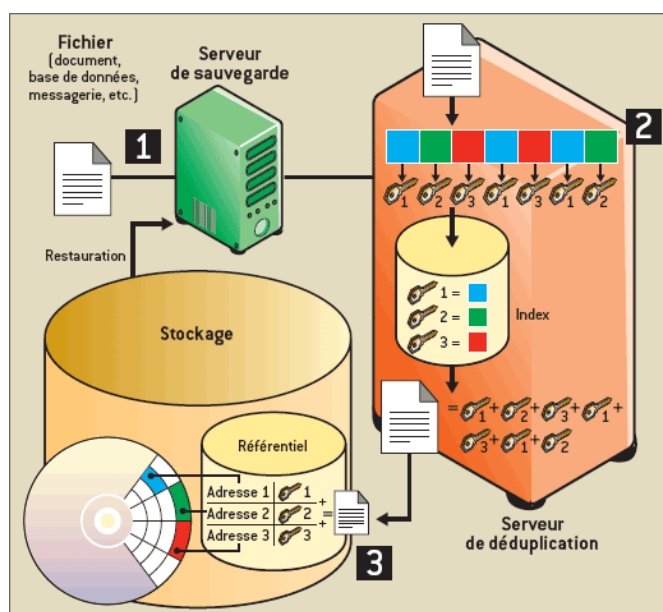 Fichier
(document,
base de données,
messagerie, etc.)
1
Serveur
de sauvegarde
2
1 2 3 1 3 1 2
1 =
2 =
3 =
Index
= 1 + 2 + 3 + 1 +
3 + 1 + 2
Serveur
de déduplication
Restauration
Stockage
Référentiel
Adresse 1 1
+
Adresse 2 2 =
+
Adresse 3 3
3